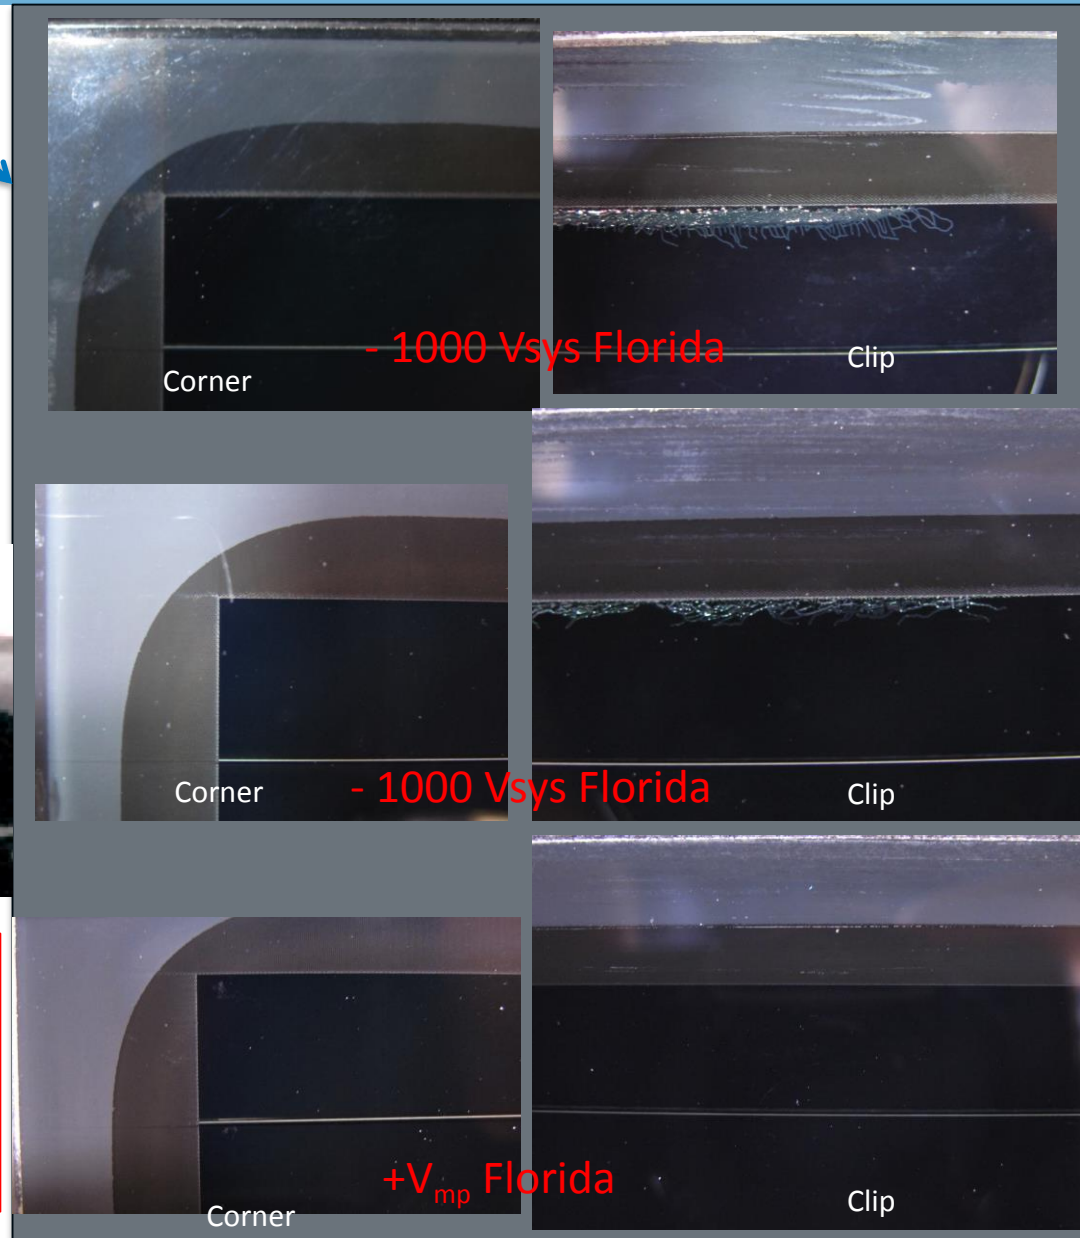 - 1000 Vsys Florida
Corner
Clip
- 1000 Vsys Florida
Corner
Clip
+Vmp Florida
Corner
Clip